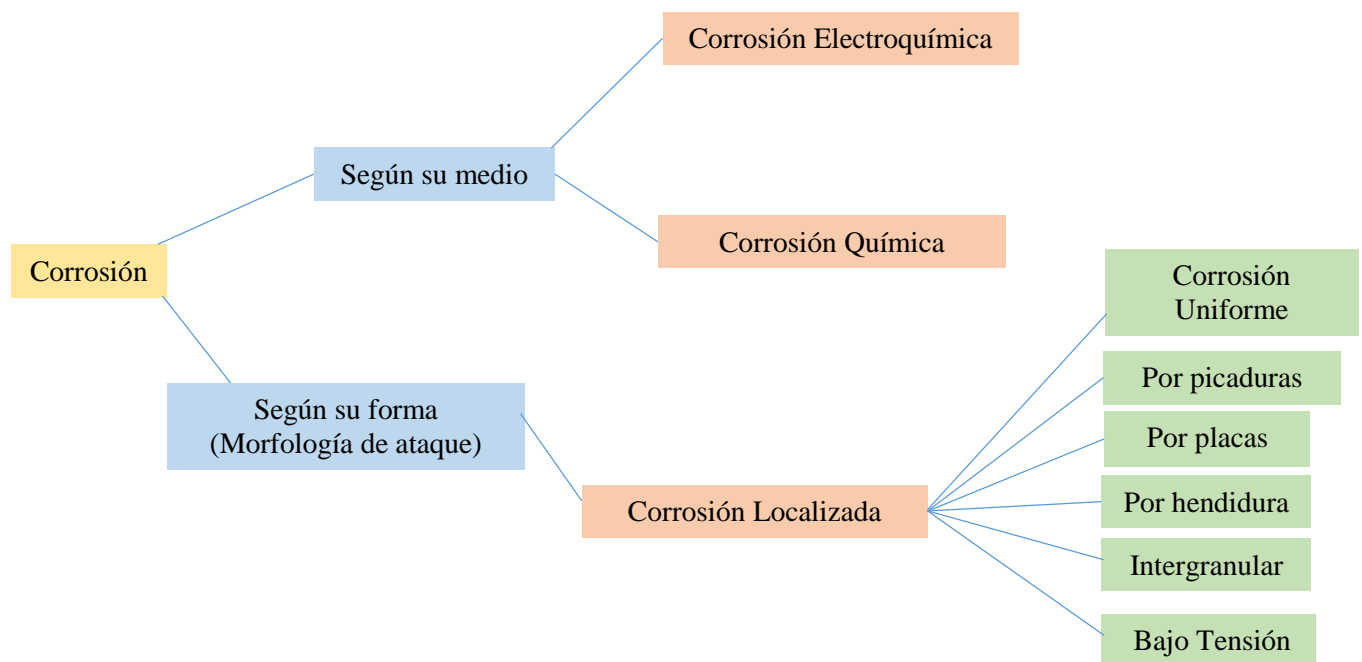 Corrosión Electroquímica
Según su medio
Corrosión Química
Corrosión
Corrosión
Uniforme
Por picaduras
Según su forma
(Morfología de ataque)
Por placas
Corrosión Localizada
Por hendidura
Intergranular
Bajo Tensión